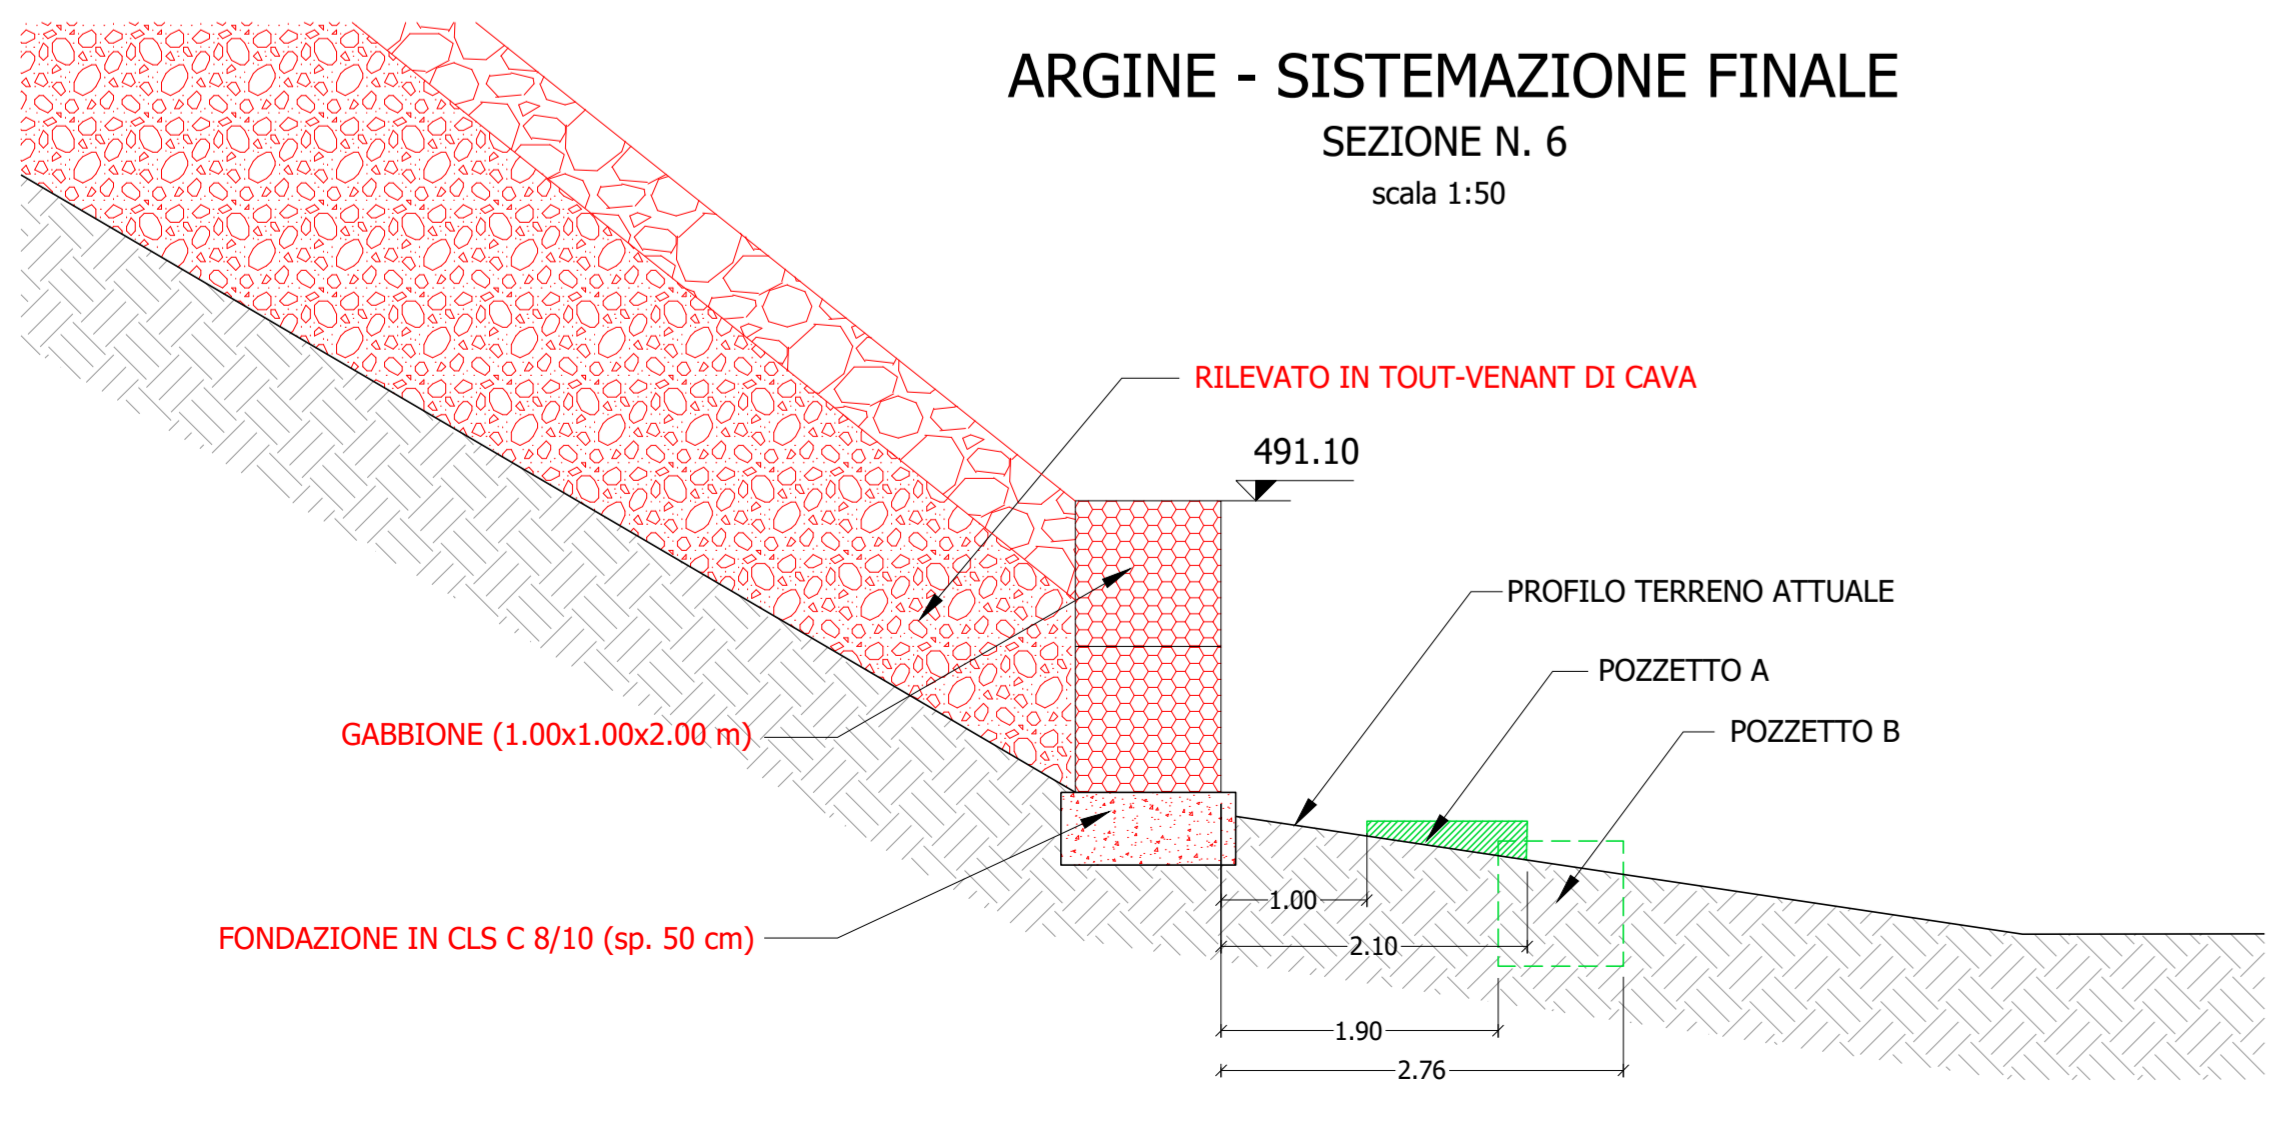 ARGINE - SISTEMAZIONE FINALE
SEZIONE N. 6
scala 1:50
RILEVATO IN TOUT-VENANT DI CAVA
491.10
PROFILO TERRENO ATTUALE
POZZETTO A
POZZETTO B
GABBIONE (1.00x1.00x2.00 m)
FONDAZIONE IN CLS C 8/10 (sp. 50 cm)
1.00
2.10
1.90
2.76